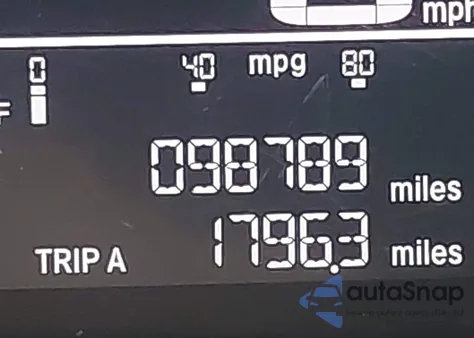 mph
0 40 mpg 80
F
098789 miles
TRIP A 1796.3 miles
autoSnap